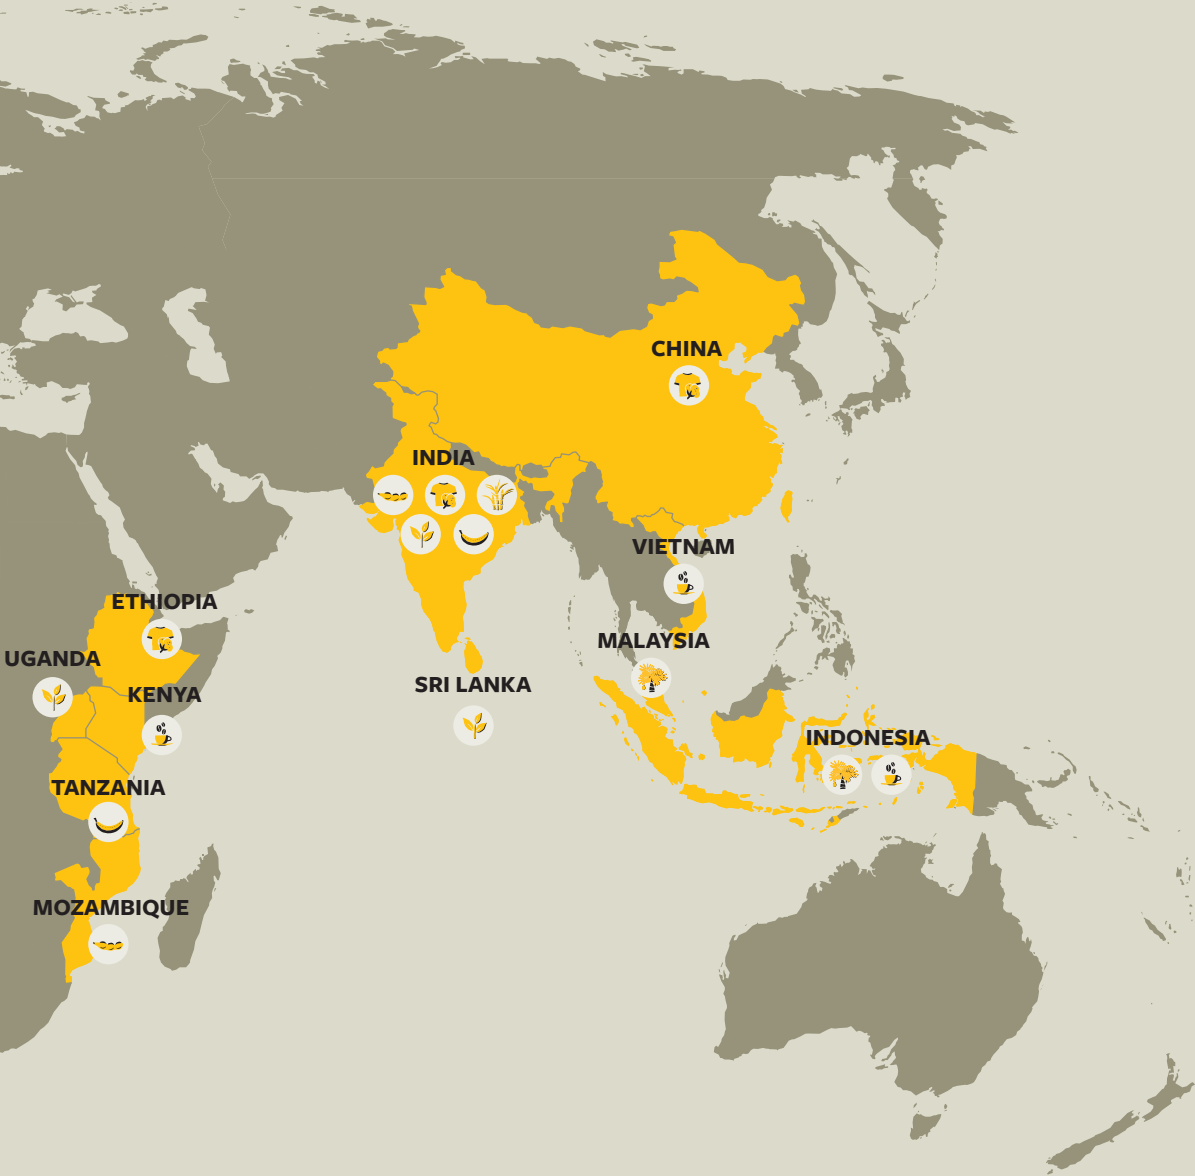 CHINA
INDIA
VIETNAM
ETHIOPIA
MALAYSIA
UGANDA
SRI LANKA
KENYA
INDONESIA
TANZANIA
MOZAMBIQUE